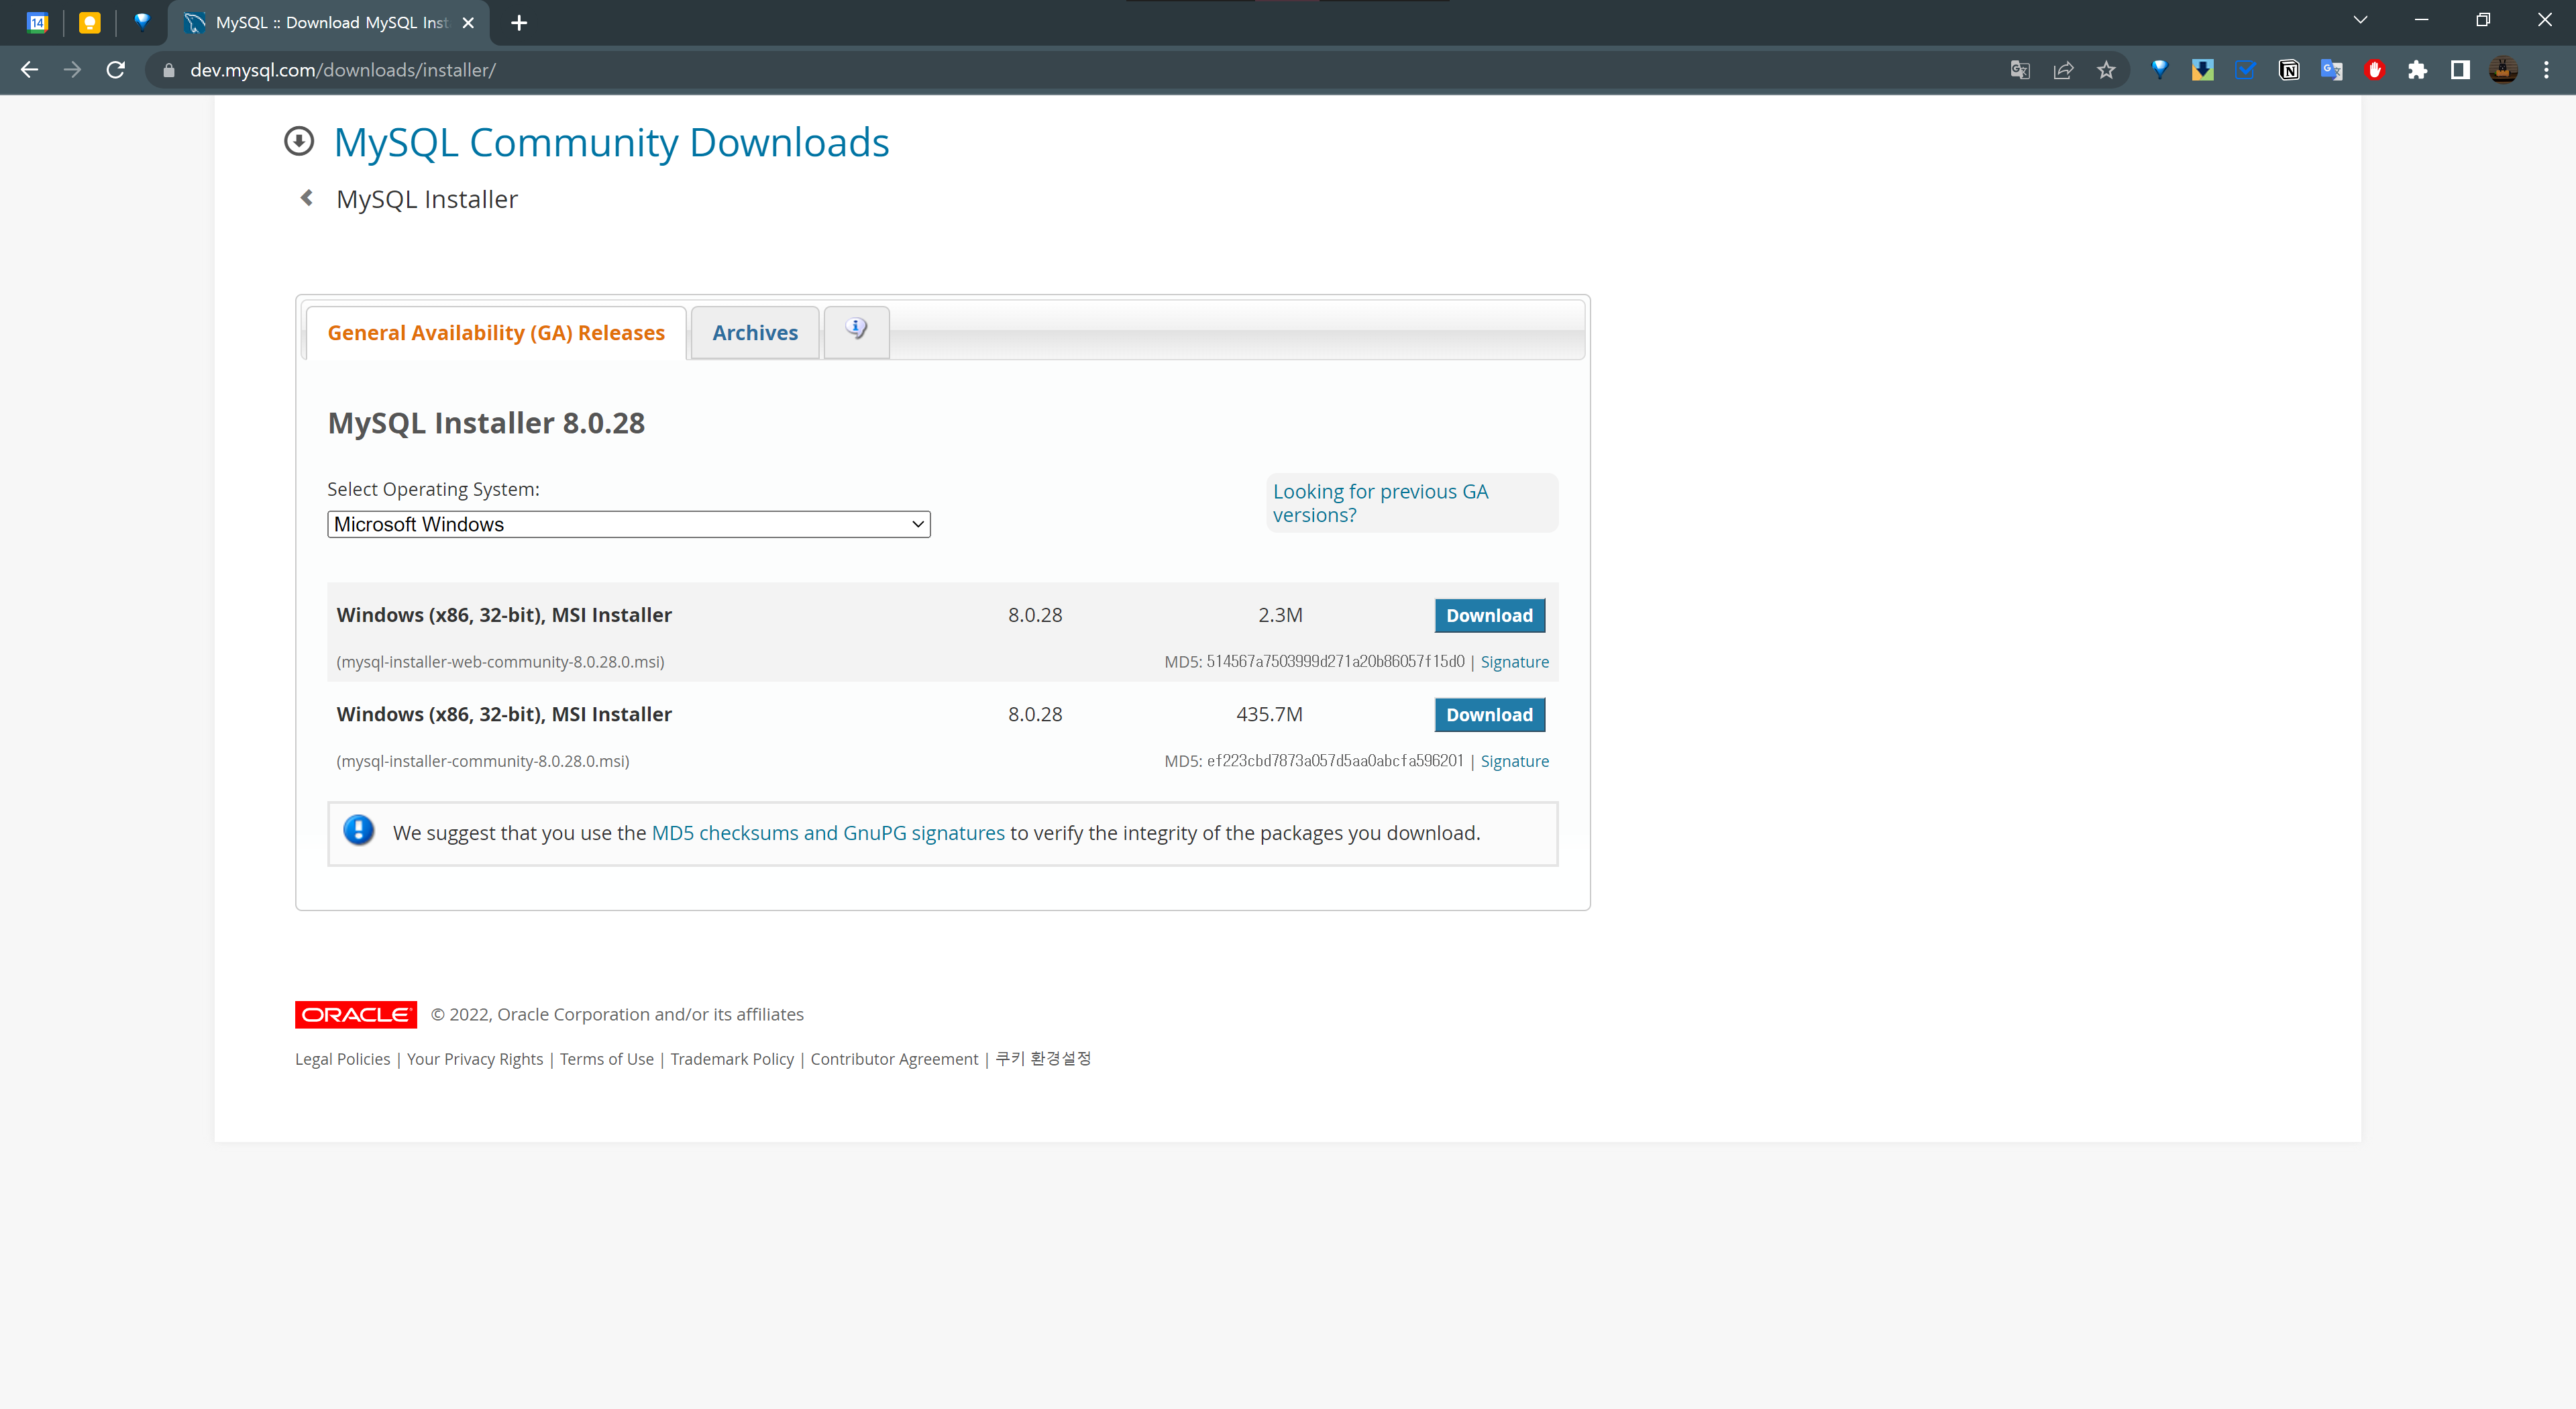 14
MySQL :: Download MySQL Inst
dev.mysql.com/downloads/installer/
MySQL Community Downloads
MySQL Installer
General Availability (GA) Releases
Archives
MySQL Installer 8.0.28
Select Operating System:
Looking for previous GA
versions?
Microsoft Windows
Windows (x86, 32-bit), MSI Installer 8.0.28 2.3M Download
(mysql-installer-web-community-8.0.28.0.msi) MD5: 514567a7503999d271a20b86057f15d0 | Signature
Windows (x86, 32-bit), MSI Installer 8.0.28 435.7M Download
(mysql-installer-community-8.0.28.0.msi) MD5: ef223cbd7873a057d5aa0abcfa596201 | Signature
We suggest that you use the MD5 checksums and GnuPG signatures to verify the integrity of the packages you download.
ORACLE © 2022, Oracle Corporation and/or its affiliates
Legal Policies | Your Privacy Rights | Terms of Use | Trademark Policy | Contributor Agreement | 쿠키 환경설정